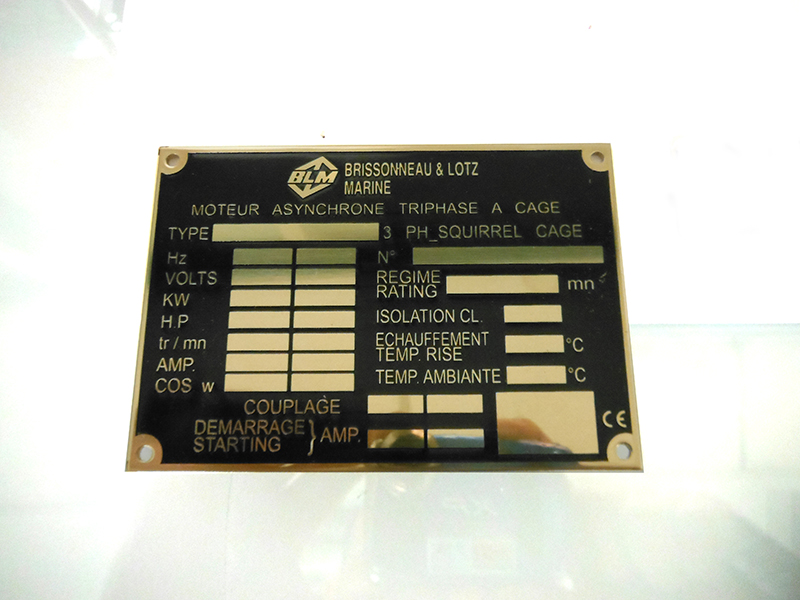 BLM
BRISSONNEAU & LOTZ
MARINE
MOTEUR ASYNCHRONE TRIPHASE A CAGE
TYPE 3 PH_SQUIRREL CAGE
Hz N°
VOLTS
REGIME
RATING mn
KW
H.P
ISOLATION CL.
tr / mn
ECHAUFFEMENT
TEMP. RISE °C
AMP.
COS w
TEMP. AMBIANTE °C
COUPLAGE
DEMARRAGE
STARTING } AMP.
CE